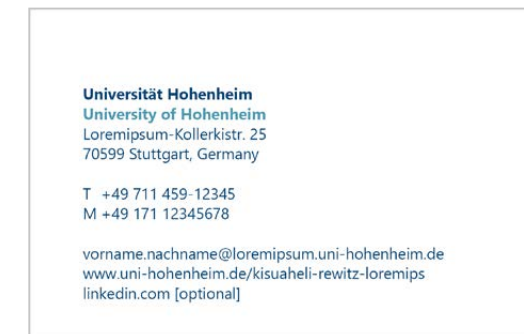 Universität Hohenheim
University of Hohenheim
Loremipsum-Kollerkistr. 25
70599 Stuttgart, Germany
T +49 711 459-12345
M +49 171 12345678
vorname.nachname@loremipsum.uni-hohenheim.de
www.uni-hohenheim.de/kisuaheli-rewitz-loremips
linkedin.com [optional]